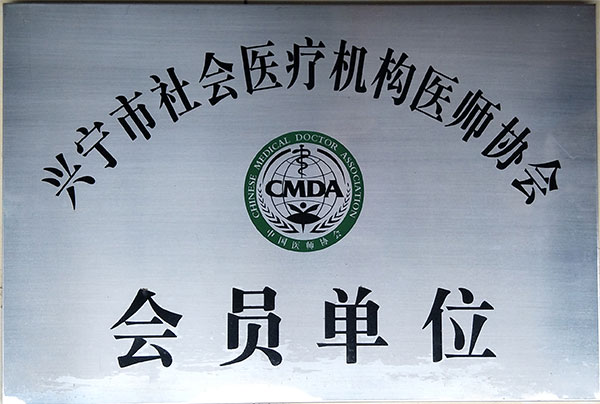 兴宁市社会医疗机构医师协会
CHINESE MEDICAL DOCTOR ASSOCIATION
CMDA
中国医师协会
会员单位